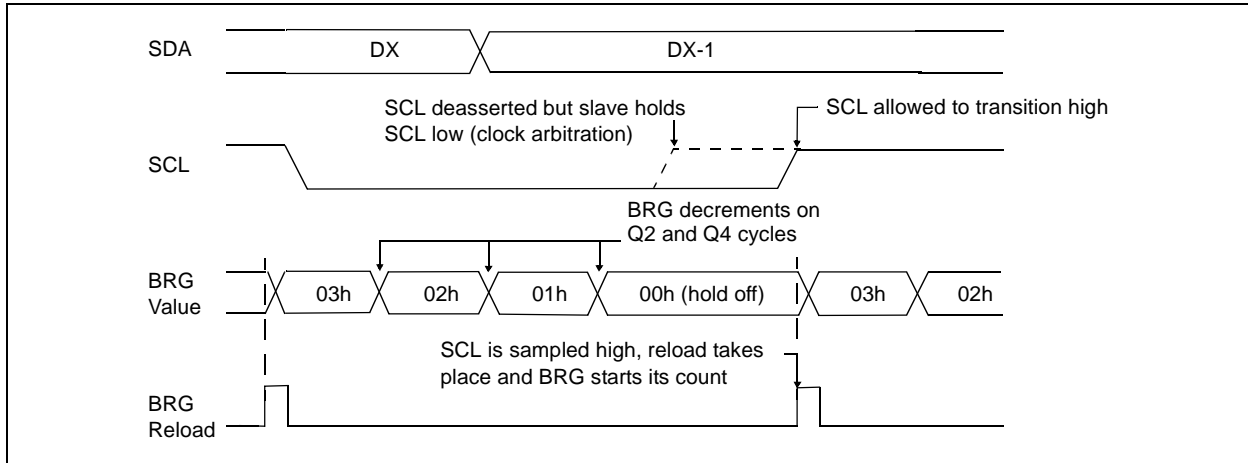 SDA
DX
DX-1
SCL deasserted but slave holds
SCL low (clock arbitration)
SCL allowed to transition high
SCL
BRG decrements on
Q2 and Q4 cycles
BRG
Value
03h
02h
01h
00h (hold off)
03h
02h
SCL is sampled high, reload takes
place and BRG starts its count
BRG
Reload